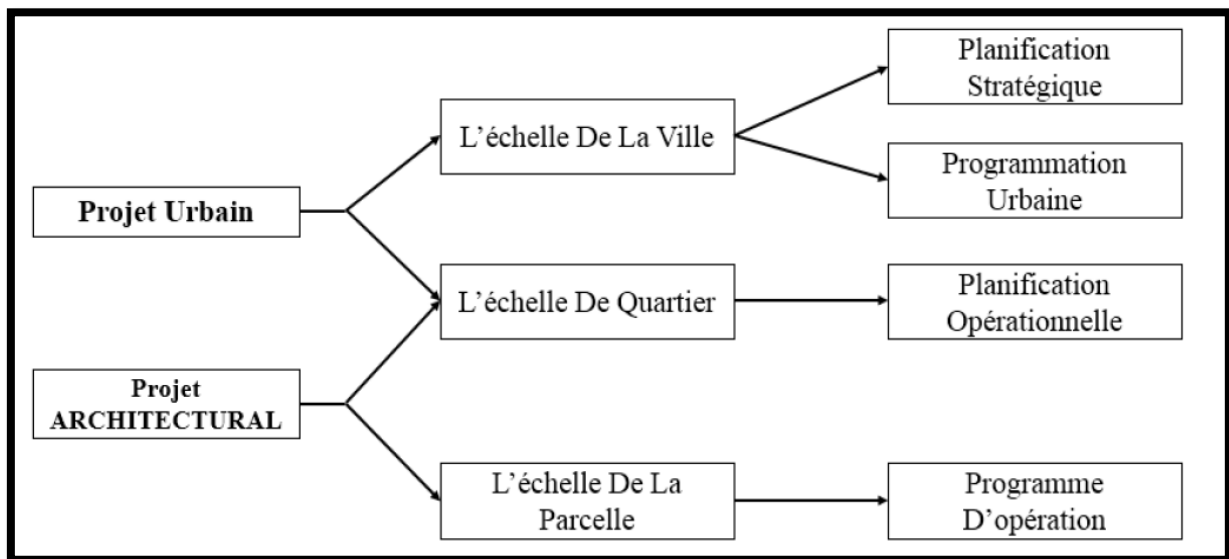 Planification
Stratégique
L’échelle De La Ville
Programmation
Urbaine
Projet Urbain
L’échelle De Quartier
Planification
Opérationnelle
Projet
ARCHITECTURAL
L’échelle De La
Parcelle
Programme
D’opération